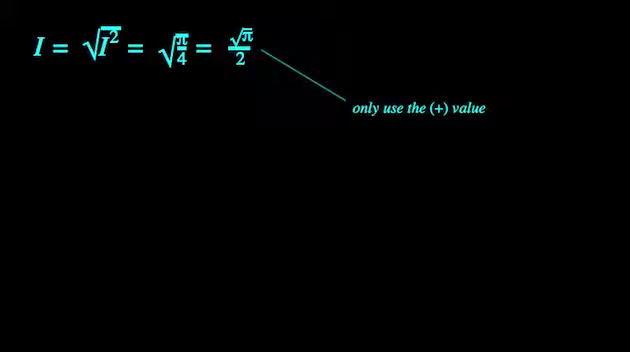 I = √I² = √π/4 = √π/2
only use the (+) value